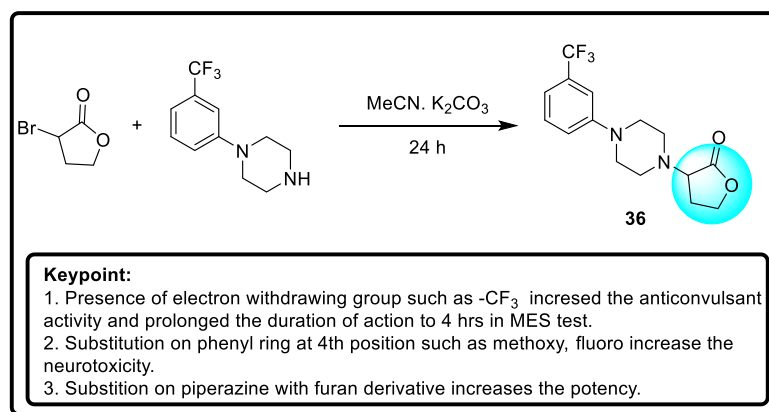 CF₃
CF₃
O
Br
O
+
N
NH
MeCN. K₂CO₃
24 h
N
N
O
O
36
Keypoint:
1. Presence of electron withdrawing group such as -CF₃ incresed the anticonvulsant
activity and prolonged the duration of action to 4 hrs in MES test.
2. Substitution on phenyl ring at 4th position such as methoxy, fluoro increase the
neurotoxicity.
3. Substition on piperazine with furan derivative increases the potency.